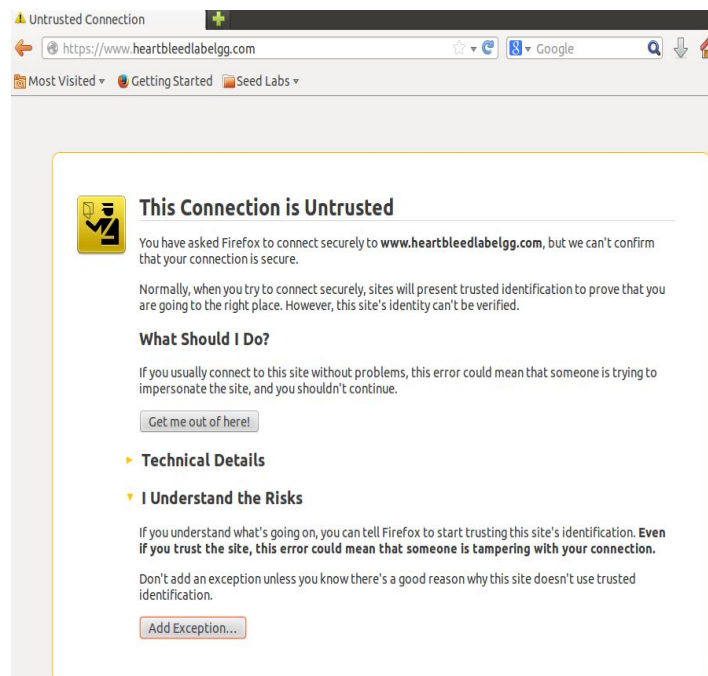 Untrusted Connection
https://www.heartbleedlabelgg.com
Google
Most Visited
Getting Started
Seed Labs
This Connection is Untrusted
You have asked Firefox to connect securely to www.heartbleedlabelgg.com, but we can't confirm
that your connection is secure.
Normally, when you try to connect securely, sites will present trusted identification to prove that you
are going to the right place. However, this site's identity can't be verified.
What Should I Do?
If you usually connect to this site without problems, this error could mean that someone is trying to
impersonate the site, and you shouldn't continue.
Get me out of here!
Technical Details
I Understand the Risks
If you understand what's going on, you can tell Firefox to start trusting this site's identification. Even
if you trust the site, this error could mean that someone is tampering with your connection.
Don't add an exception unless you know there's a good reason why this site doesn't use trusted
identification.
Add Exception...